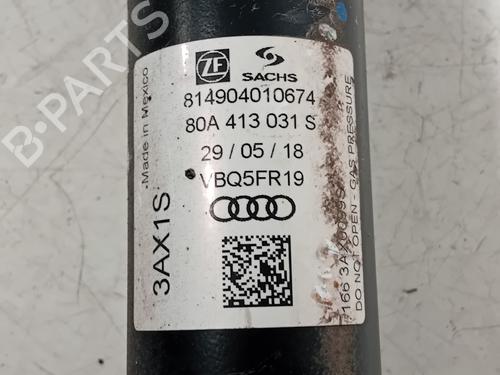 ZF SACHS
814904010674
80A 413 031 S
29 / 05 / 18
VBQ5FR19
Made in Mexico
3AX1S
DO NOT OPEN - GAS PRESSURE